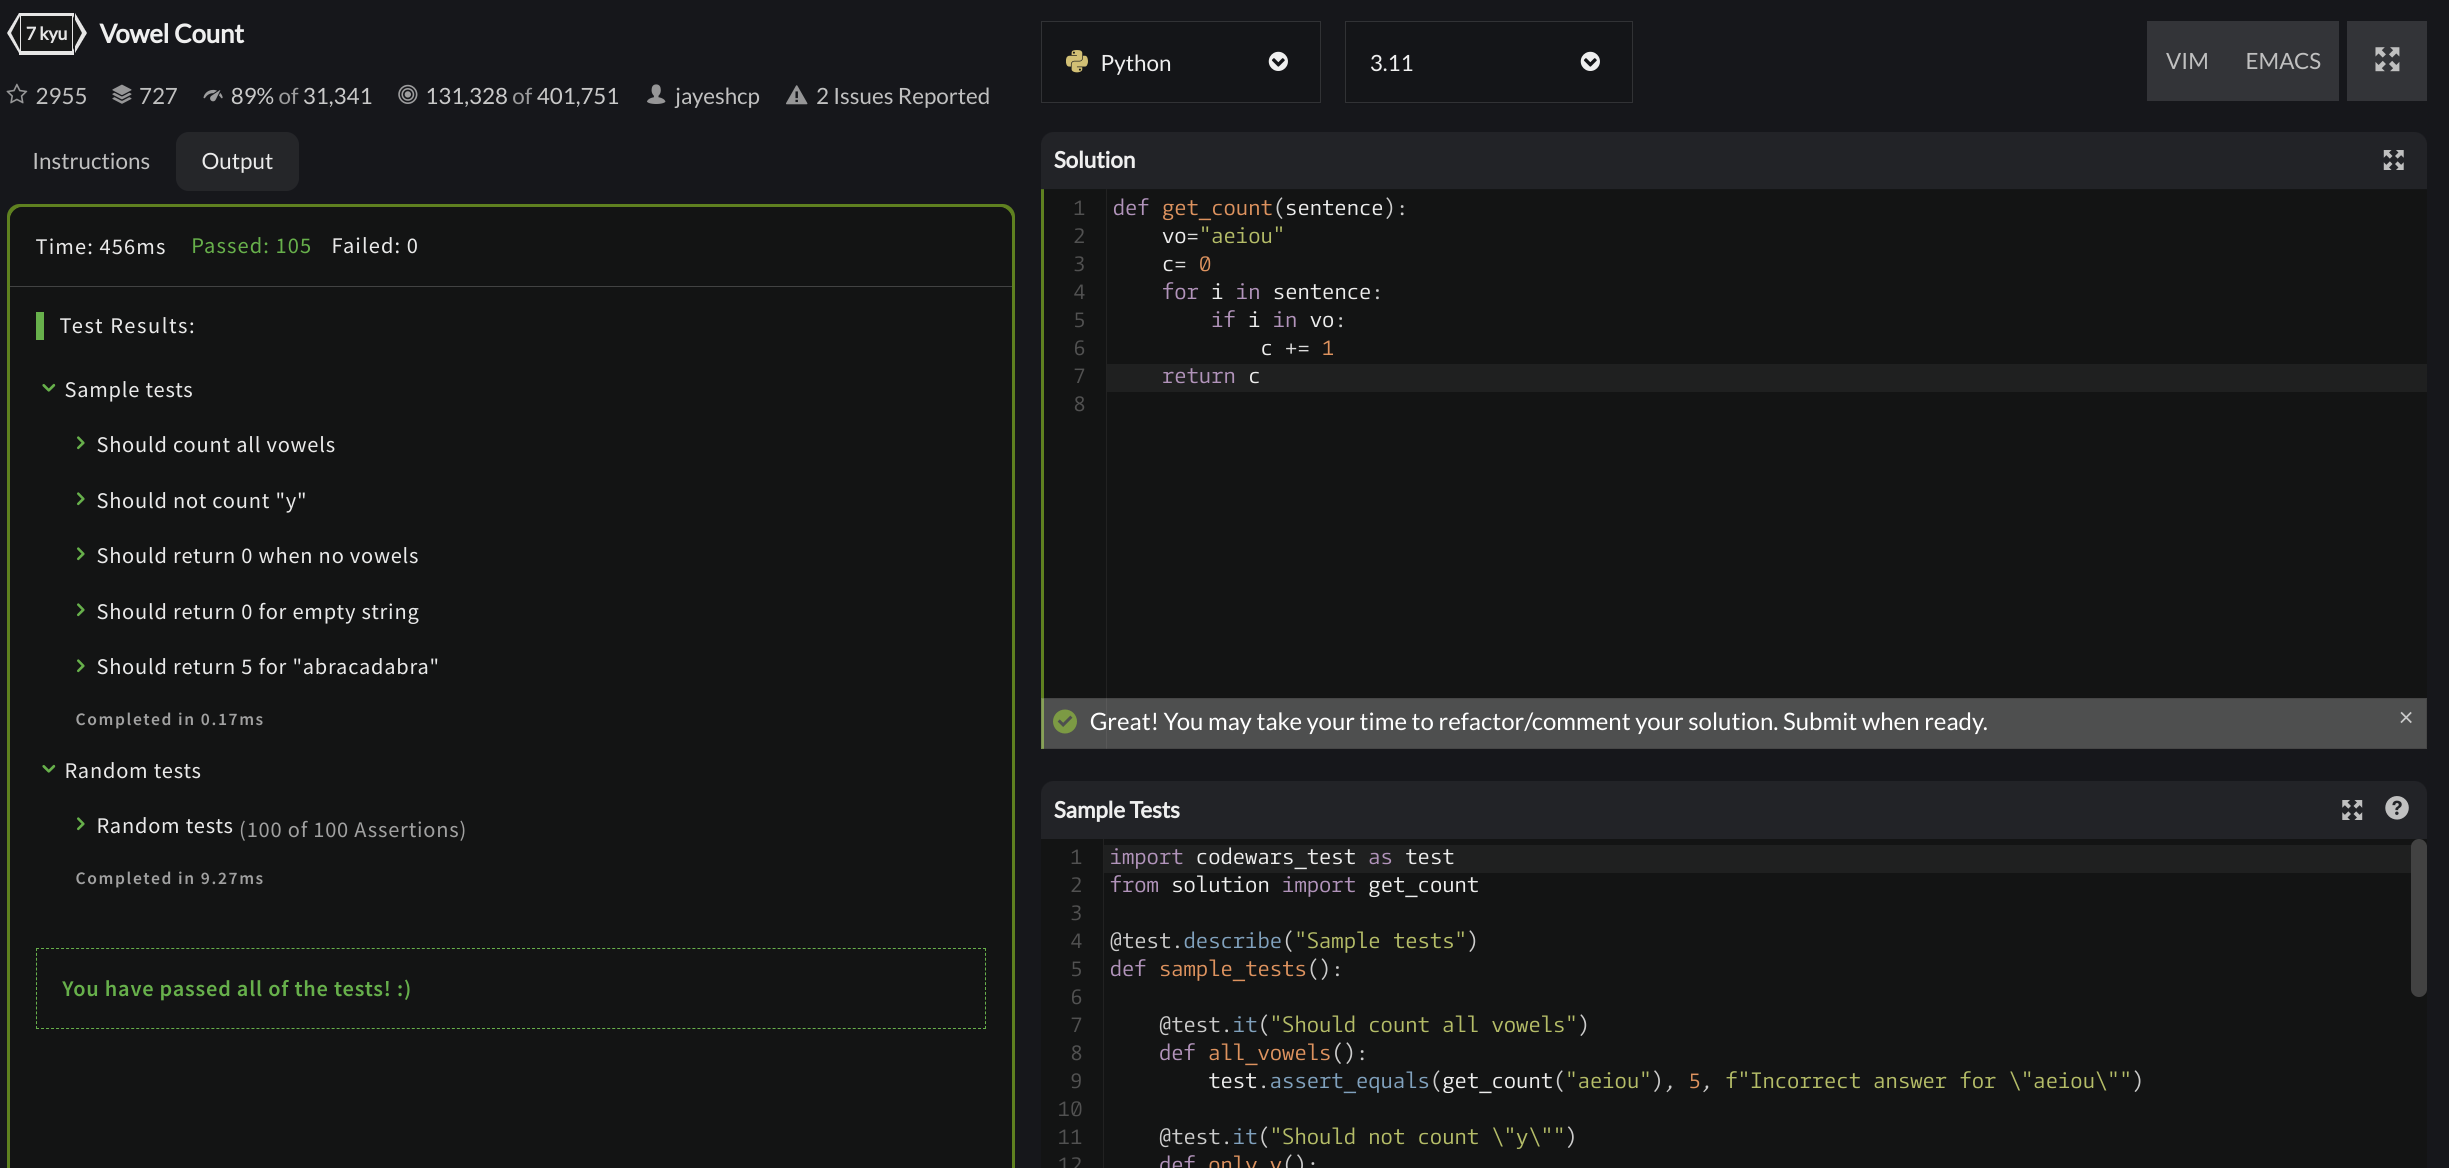 7 kyu Vowel Count
2955 727 89% of 31,341 131,328 of 401,751 jayeshcp 2 Issues Reported
Instructions Output
Time: 456ms Passed: 105 Failed: 0
Test Results:
Sample tests
Should count all vowels
Should not count "y"
Should return 0 when no vowels
Should return 0 for empty string
Should return 5 for "abracadabra"
Completed in 0.17ms
Random tests
Random tests (100 of 100 Assertions)
Completed in 9.27ms
You have passed all of the tests! :)
Python 3.11 VIM EMACS
Solution
1 def get_count(sentence):
2     vo="aeiou"
3     c= 0
4     for i in sentence:
5         if i in vo:
6             c += 1
7     return c
8
Great! You may take your time to refactor/comment your solution. Submit when ready.
Sample Tests
1 import codewars_test as test
2 from solution import get_count
3
4 @test.describe("Sample tests")
5 def sample_tests():
6
7     @test.it("Should count all vowels")
8     def all_vowels():
9         test.assert_equals(get_count("aeiou"), 5, f"Incorrect answer for \"aeiou\"")
10
11     @test.it("Should not count \"y\"")
12     def only_y():